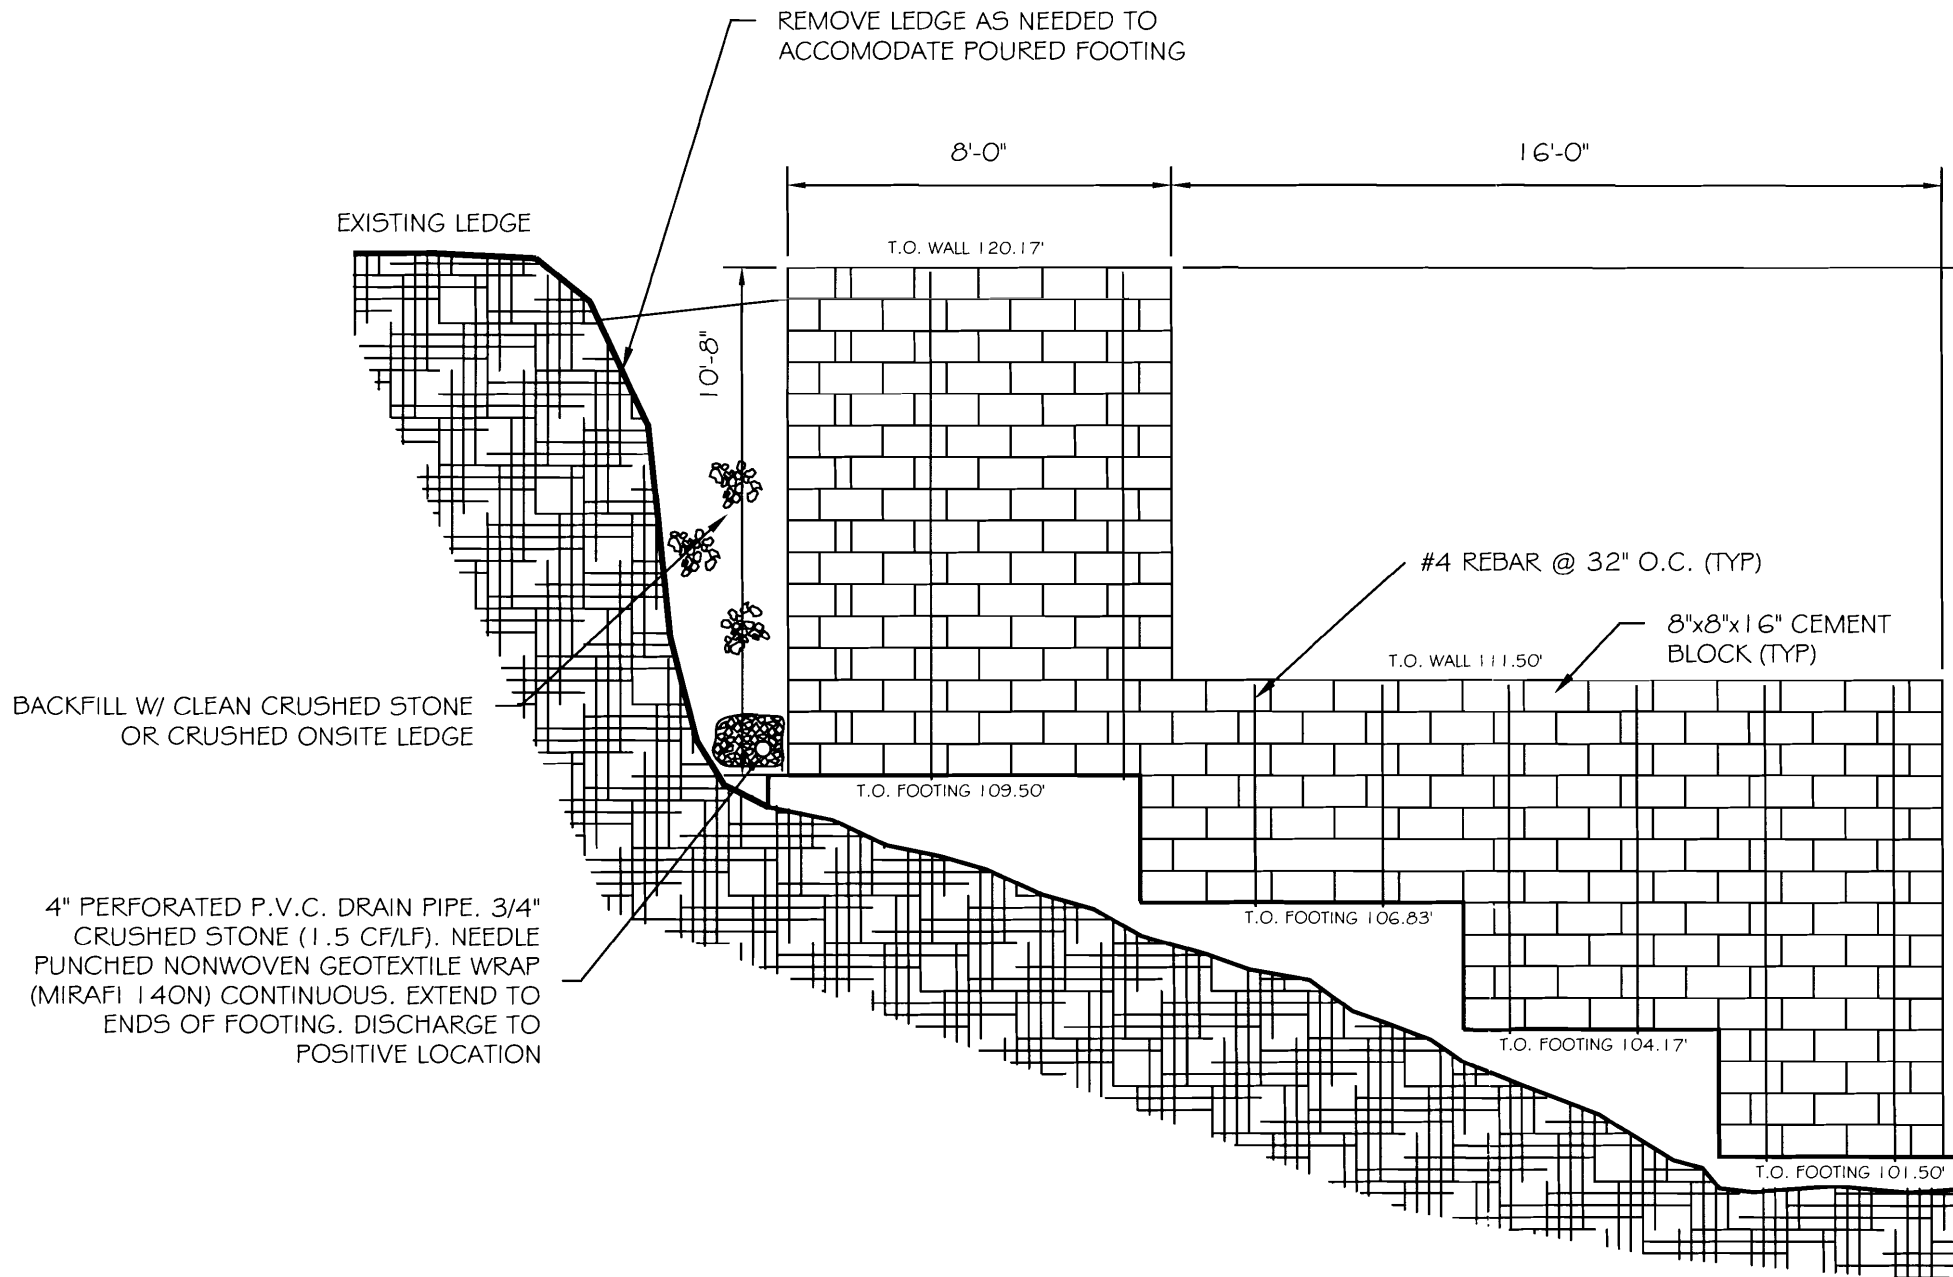 REMOVE LEDGE AS NEEDED TO
ACCOMODATE POURED FOOTING
8'-0"
16'-0"
EXISTING LEDGE
T.O. WALL 120.17'
10'-8"
#4 REBAR @ 32" O.C. (TYP)
8"x8"x16" CEMENT
BLOCK (TYP)
T.O. WALL 111.50'
BACKFILL W/ CLEAN CRUSHED STONE
OR CRUSHED ONSITE LEDGE
T.O. FOOTING 109.50'
4" PERFORATED P.V.C. DRAIN PIPE. 3/4"
CRUSHED STONE (1.5 CF/LF). NEEDLE
PUNCHED NONWOVEN GEOTEXTILE WRAP
(MIRAFI 140N) CONTINUOUS. EXTEND TO
ENDS OF FOOTING. DISCHARGE TO
POSITIVE LOCATION
T.O. FOOTING 106.83'
T.O. FOOTING 104.17'
T.O. FOOTING 101.50'